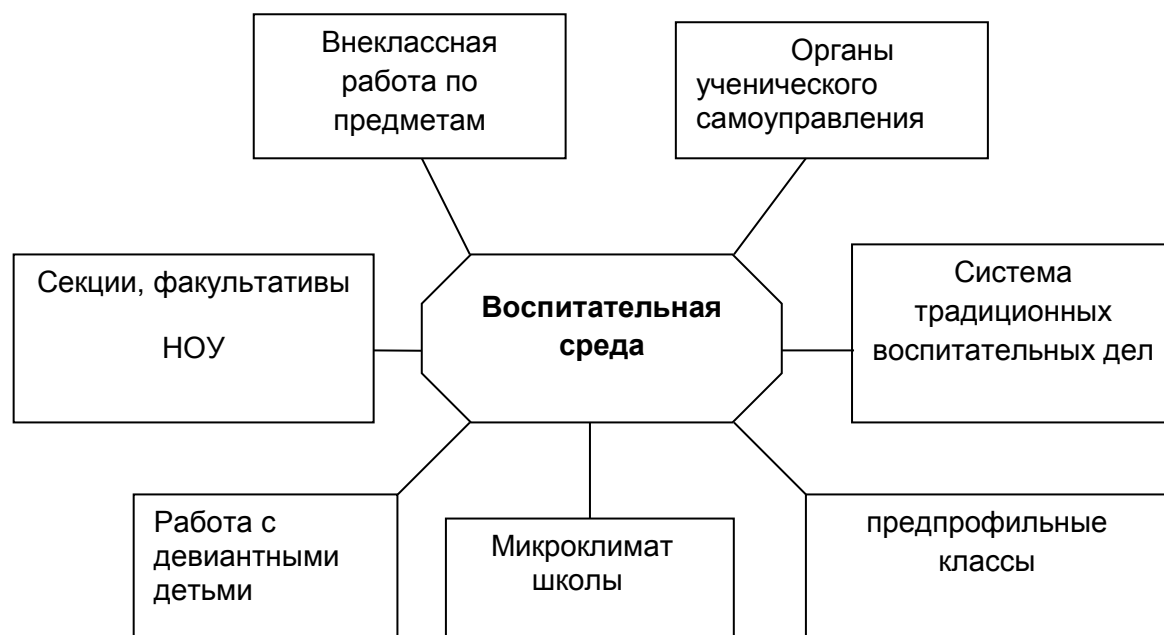 Внеклассная
работа по
предметам
Органы
ученического
самоуправления
Секции, факультативы
НОУ
Воспитательная
среда
Система
традиционных
воспитательных дел
Работа с
девиантными
детьми
Микроклимат
школы
предпрофильные
классы